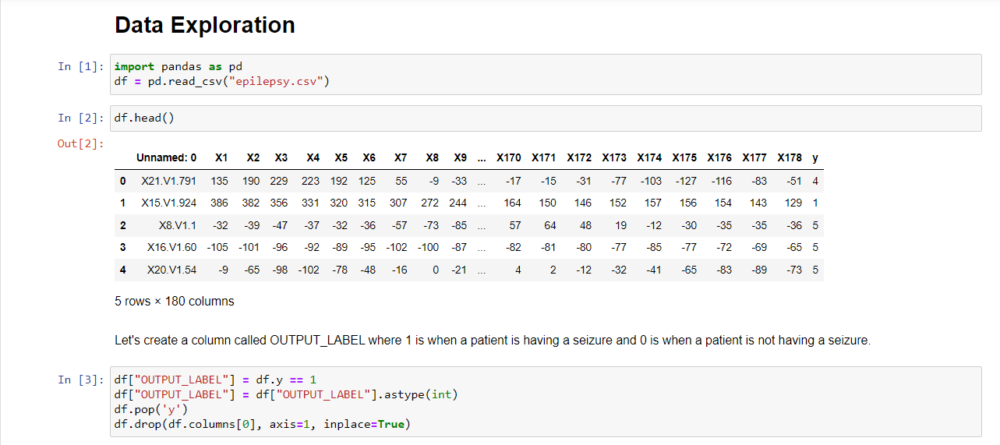 Data Exploration
In [1]: import pandas as pd
df = pd.read_csv("epilepsy.csv")
In [2]: df.head()
Out[2]:
Unnamed: 0 X1 X2 X3 X4 X5 X6 X7 X8 X9 ... X170 X171 X172 X173 X174 X175 X176 X177 X178 y
0 X21.V1.791 135 190 229 223 192 125 55 -9 -33 ... -17 -15 -31 -77 -103 -127 -116 -83 -51 4
1 X15.V1.924 386 382 356 331 320 315 307 272 244 ... 164 150 146 152 157 156 154 143 129 1
2 X8.V1.1 -32 -39 -47 -37 -32 -36 -57 -73 -85 ... 57 64 48 19 -12 -30 -35 -35 -36 5
3 X16.V1.60 -105 -101 -96 -92 -89 -95 -102 -100 -87 ... -82 -81 -80 -77 -85 -77 -72 -69 -65 5
4 X20.V1.54 -9 -65 -98 -102 -78 -48 -16 0 -21 ... 4 2 -12 -32 -41 -65 -83 -89 -73 5
5 rows × 180 columns
Let's create a column called OUTPUT_LABEL where 1 is when a patient is having a seizure and 0 is when a patient is not having a seizure.
In [3]: df["OUTPUT_LABEL"] = df.y == 1
df["OUTPUT_LABEL"] = df["OUTPUT_LABEL"].astype(int)
df.pop('y')
df.drop(df.columns[0], axis=1, inplace=True)